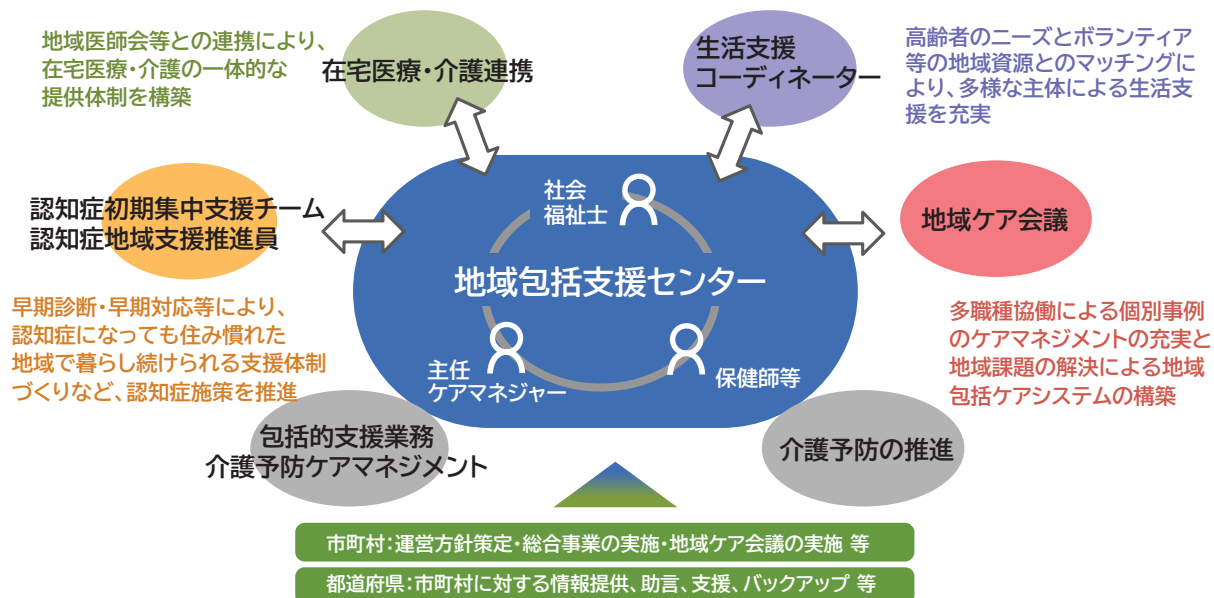 地域医師会等との連携により、
在宅医療・介護の一体的な
提供体制を構築
在宅医療・介護連携
生活支援
コーディネーター
高齢者のニーズとボランティア
等の地域資源とのマッチングに
より、多様な主体による生活支
援を充実
認知症初期集中支援チーム
認知症地域支援推進員
早期診断・早期対応等により、
認知症になっても住み慣れた
地域で暮らし続けられる支援体制
づくりなど、認知症施策を推進
社会
福祉士
地域包括支援センター
主任
ケアマネジャー
保健師等
地域ケア会議
多職種協働による個別事例
のケアマネジメントの充実と
地域課題の解決による地域
包括ケアシステムの構築
包括的支援業務
介護予防ケアマネジメント
介護予防の推進
市町村:運営方針策定・総合事業の実施・地域ケア会議の実施 等
都道府県:市町村に対する情報提供、助言、支援、バックアップ 等